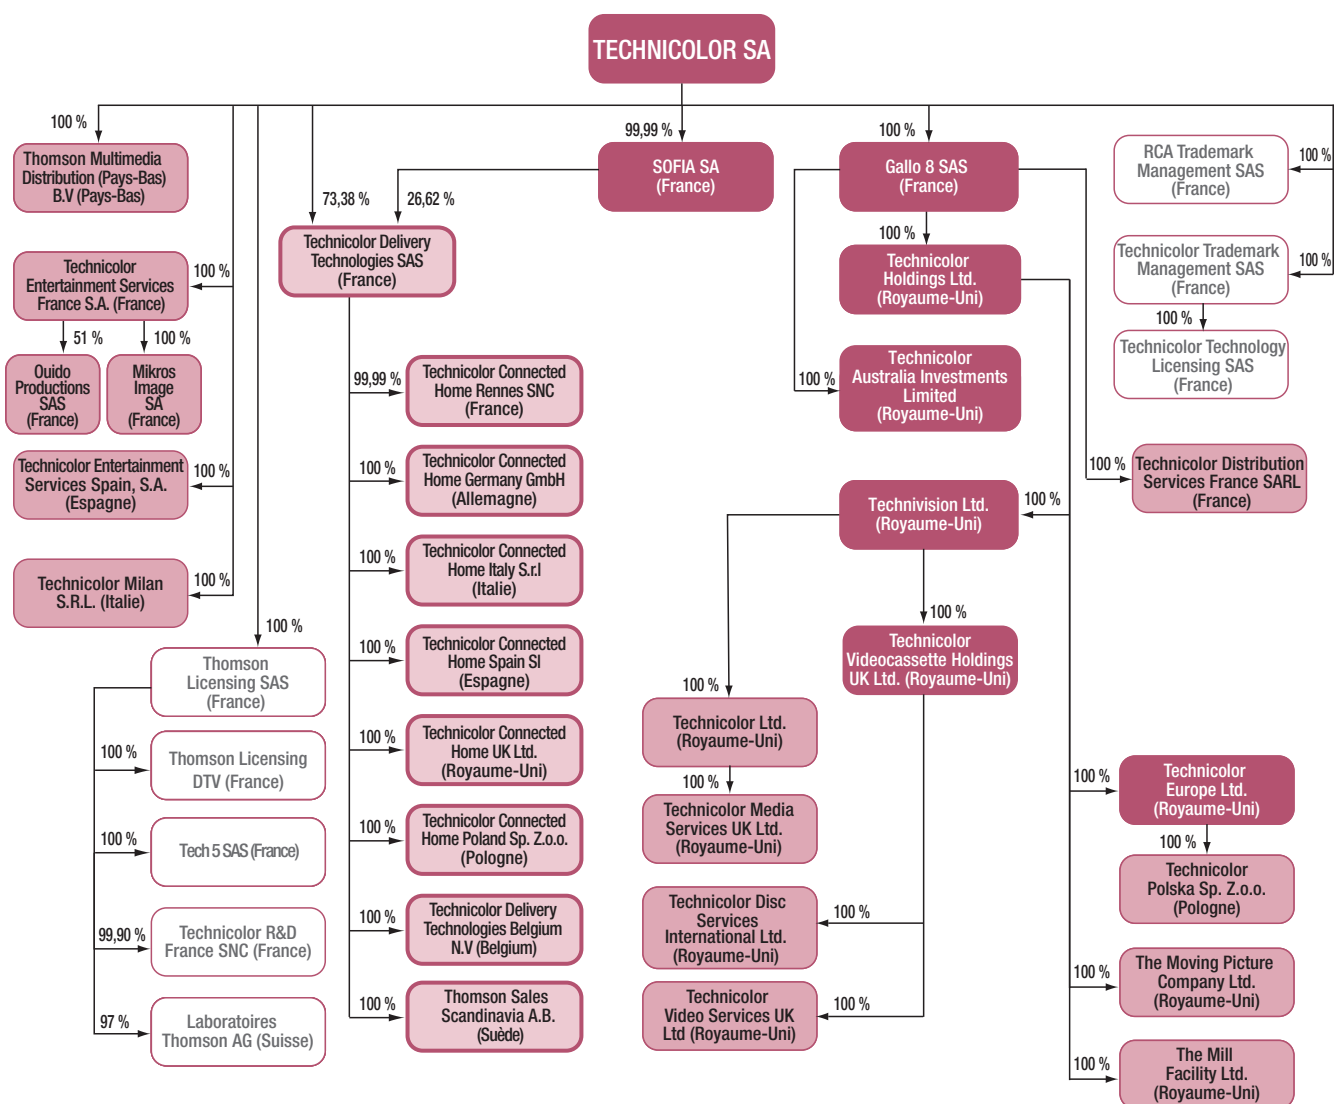 TECHNICOLOR SA
100 %
Thomson Multimedia
Distribution (Pays-Bas)
B.V (Pays-Bas)
100 %
Technicolor
Entertainment Services
France S.A. (France)
51 %
100 %
Ouido
Productions
SAS
(France)
Mikros
Image
SA
(France)
100 %
Technicolor Entertainment
Services Spain, S.A.
(Espagne)
100 %
Technicolor Milan
S.R.L. (Italie)
100 %
Thomson
Licensing SAS
(France)
100 %
Thomson Licensing
DTV (France)
100 %
Tech 5 SAS (France)
99,90 %
Technicolor R&D
France SNC (France)
97 %
Laboratoires
Thomson AG (Suisse)
99,99 %
SOFIA SA
(France)
73,38 %
26,62 %
Technicolor Delivery
Technologies SAS
(France)
99,99 %
Technicolor Connected
Home Rennes SNC
(France)
100 %
Technicolor Connected
Home Germany GmbH
(Allemagne)
100 %
Technicolor Connected
Home Italy S.r.l
(Italie)
100 %
Technicolor Connected
Home Spain Sl
(Espagne)
100 %
Technicolor Connected
Home UK Ltd.
(Royaume-Uni)
100 %
Technicolor Connected
Home Poland Sp. Z.o.o.
(Pologne)
100 %
Technicolor Delivery
Technologies Belgium
N.V (Belgium)
100 %
Thomson Sales
Scandinavia A.B.
(Suède)
100 %
Gallo 8 SAS
(France)
100 %
Technicolor
Holdings Ltd.
(Royaume-Uni)
100 %
Technicolor
Australia Investments
Limited
(Royaume-Uni)
100 %
Technicolor Distribution
Services France SARL
(France)
100 %
Technivision Ltd.
(Royaume-Uni)
100 %
Technicolor
Videocassette Holdings
UK Ltd. (Royaume-Uni)
100 %
Technicolor Ltd.
(Royaume-Uni)
100 %
Technicolor Media
Services UK Ltd.
(Royaume-Uni)
100 %
Technicolor Disc
Services
International Ltd.
(Royaume-Uni)
100 %
Technicolor
Video Services UK
Ltd (Royaume-Uni)
100 %
Technicolor
Europe Ltd.
(Royaume-Uni)
100 %
Technicolor
Polska Sp. Z.o.o.
(Pologne)
100 %
The Moving Picture
Company Ltd.
(Royaume-Uni)
100 %
The Mill
Facility Ltd.
(Royaume-Uni)
RCA Trademark
Management SAS
(France)
100 %
Technicolor Trademark
Management SAS
(France)
100 %
100 %
Technicolor Technology
Licensing SAS
(France)